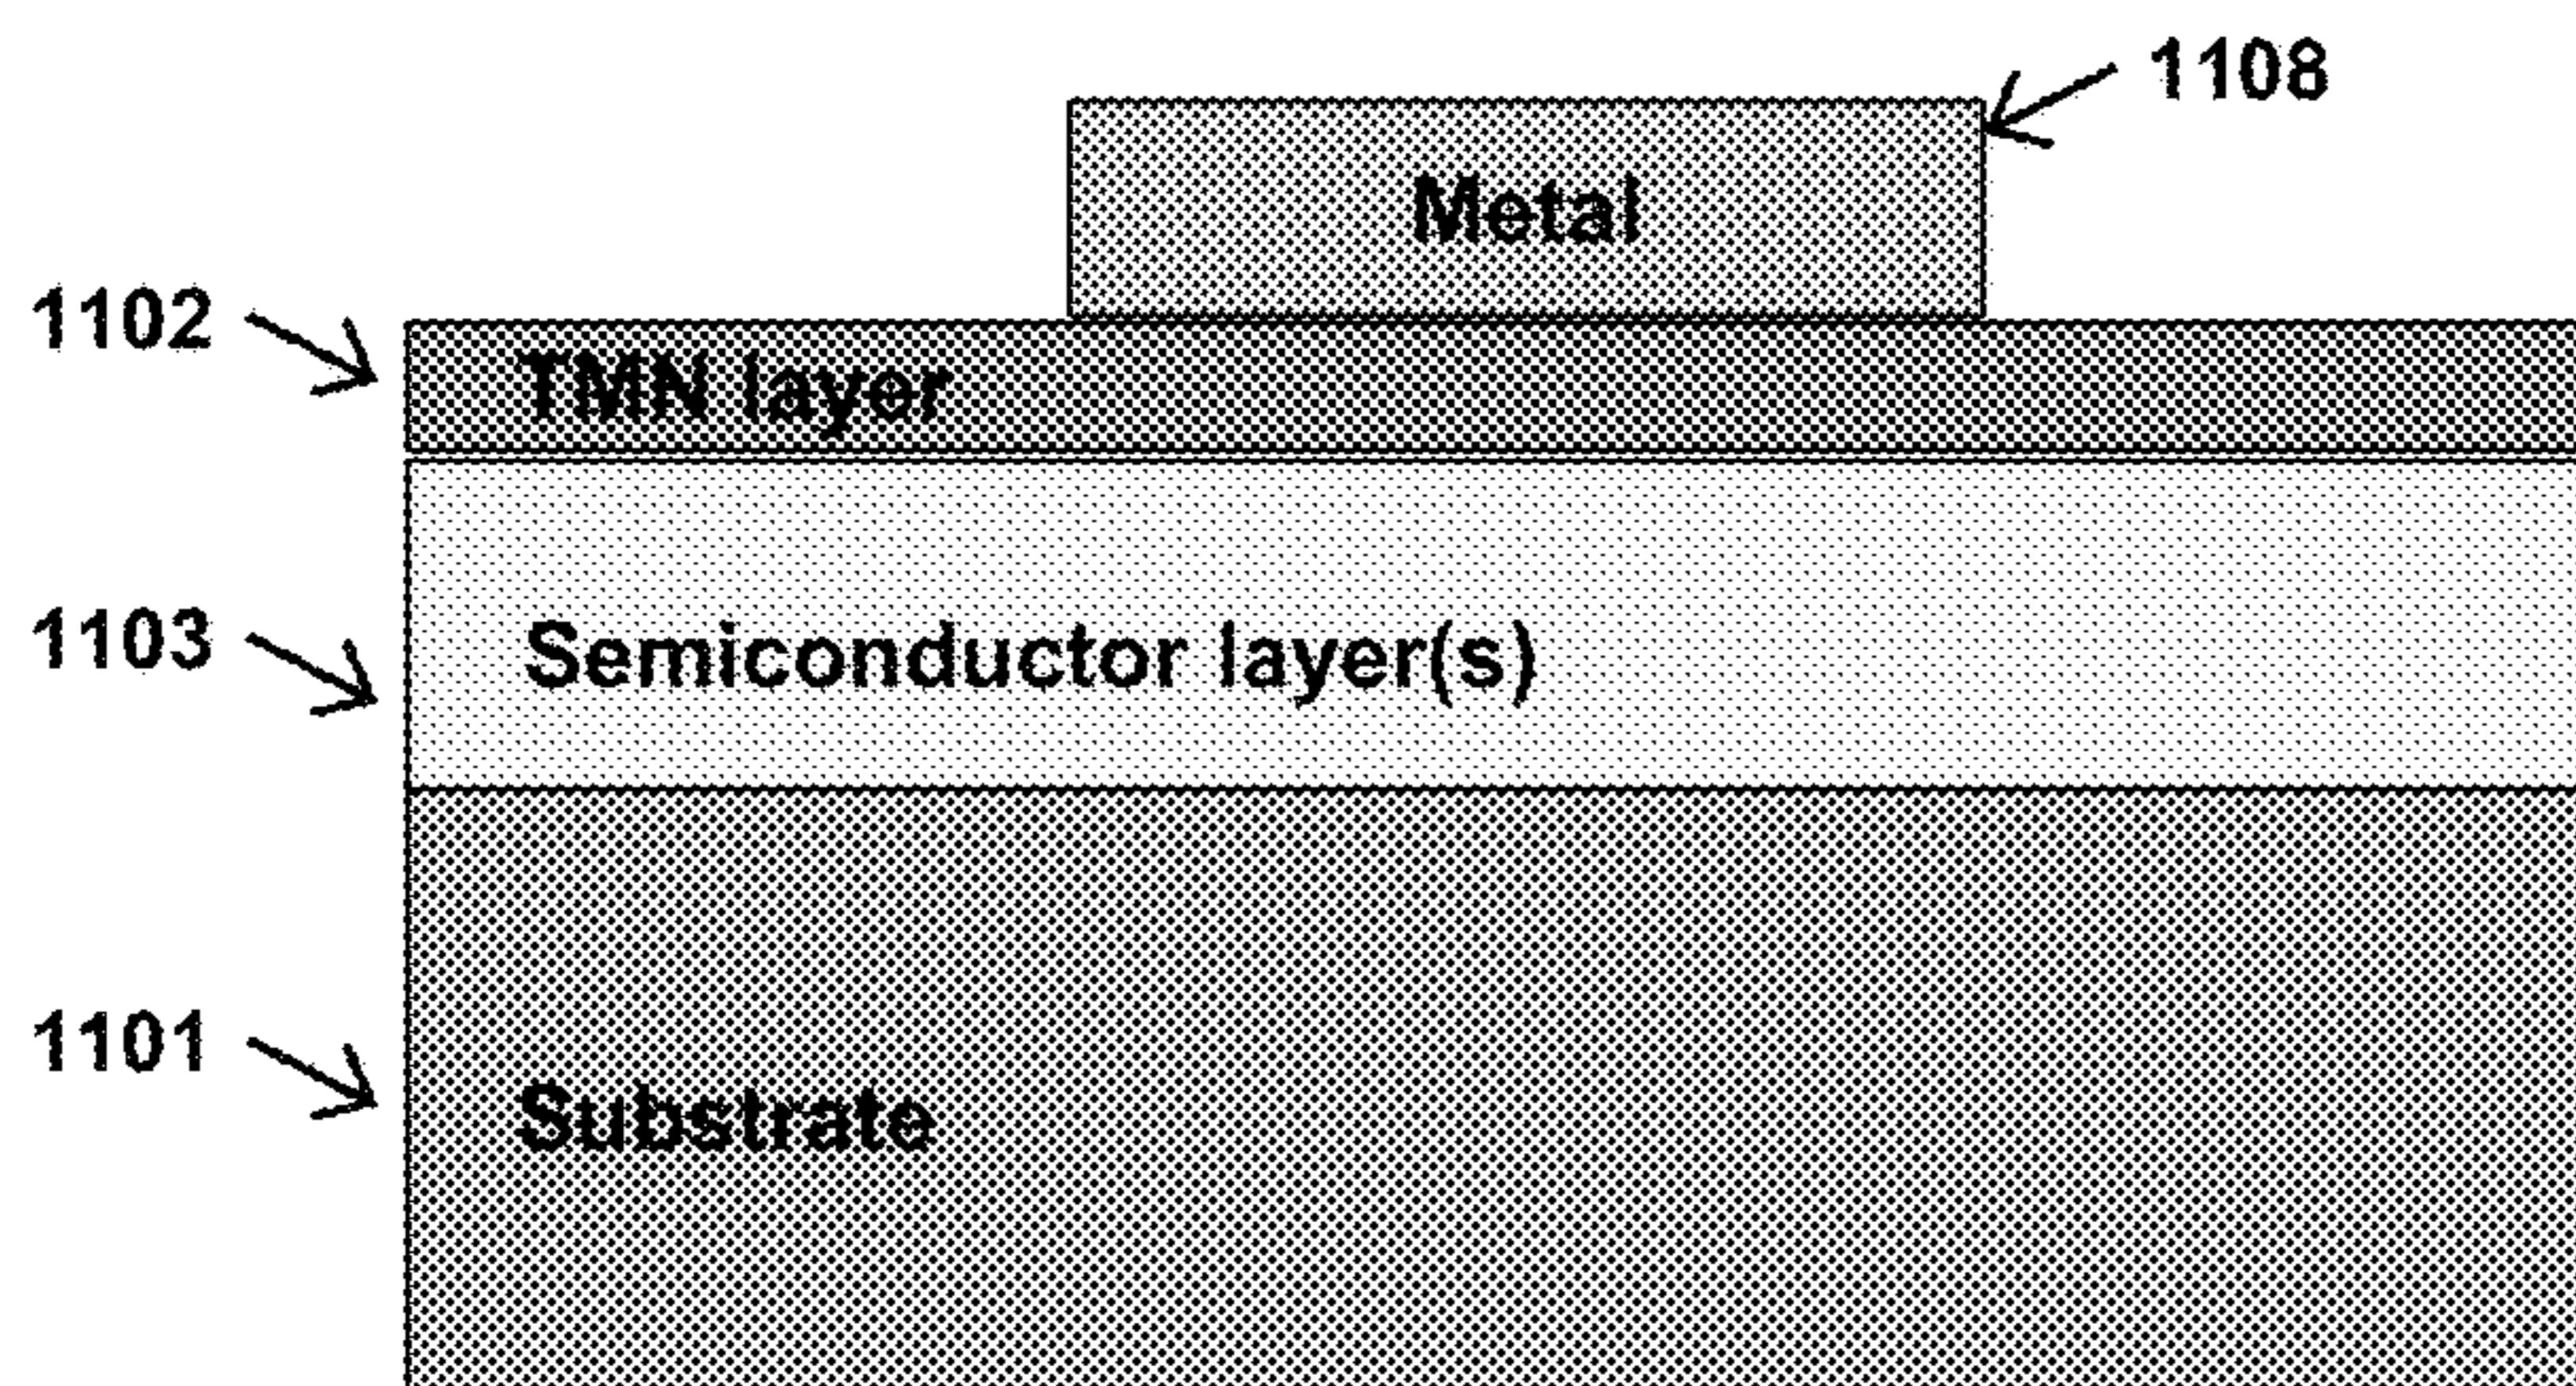 1108
Metal
1102
TMN layer
1103
Semiconductor layer(s)
1101
Substrate